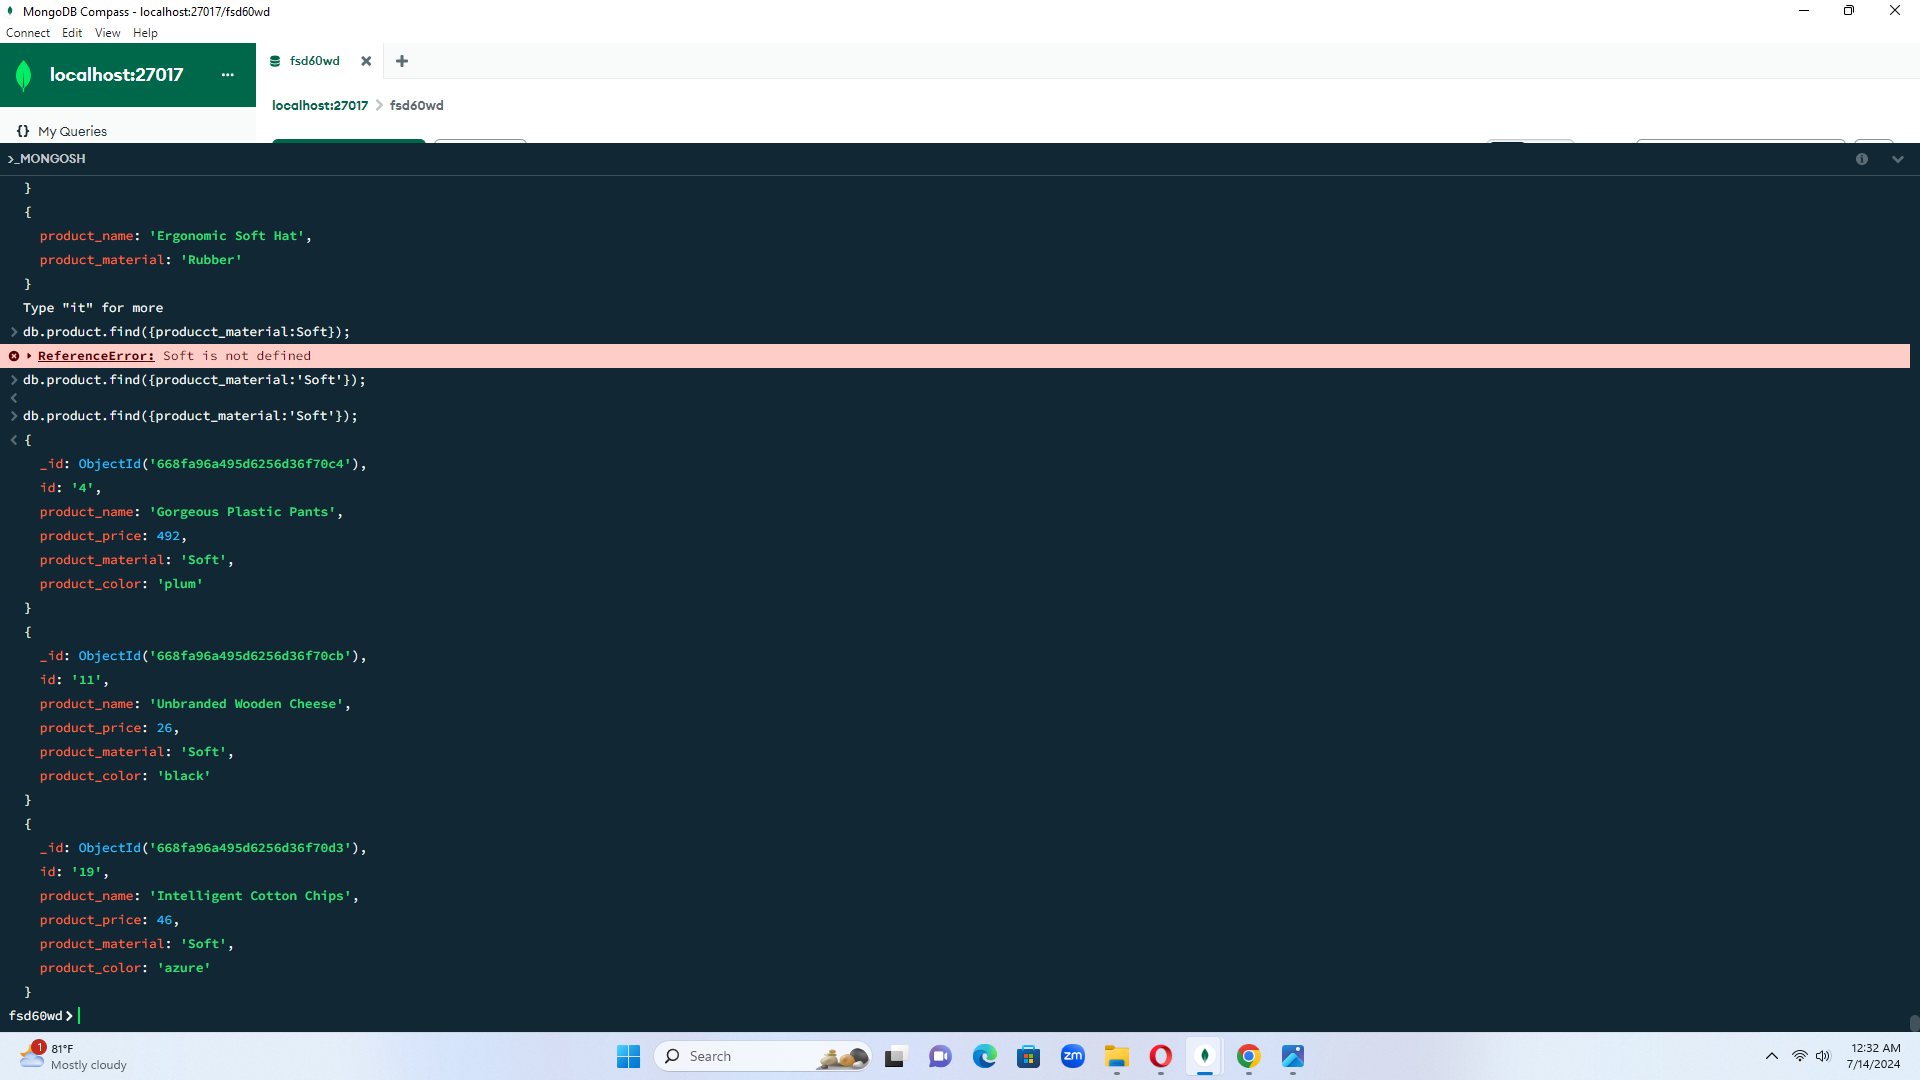 MongoDB Compass - localhost:27017/fsd60wd
Connect Edit View Help
localhost:27017 ...
fsd60wd
localhost:27017 > fsd60wd
{} My Queries
>_MONGOSH
}
{
product_name: 'Ergonomic Soft Hat',
product_material: 'Rubber'
}
Type "it" for more
> db.product.find({producct_material:Soft});
ReferenceError: Soft is not defined
> db.product.find({producct_material:'Soft'});
<
> db.product.find({product_material:'Soft'});
< {
_id: ObjectId('668fa96a495d6256d36f70c4'),
id: '4',
product_name: 'Gorgeous Plastic Pants',
product_price: 492,
product_material: 'Soft',
product_color: 'plum'
}
{
_id: ObjectId('668fa96a495d6256d36f70cb'),
id: '11',
product_name: 'Unbranded Wooden Cheese',
product_price: 26,
product_material: 'Soft',
product_color: 'black'
}
{
_id: ObjectId('668fa96a495d6256d36f70d3'),
id: '19',
product_name: 'Intelligent Cotton Chips',
product_price: 46,
product_material: 'Soft',
product_color: 'azure'
}
fsd60wd>
1
81°F
Mostly cloudy
Search
zm
12:32 AM
7/14/2024